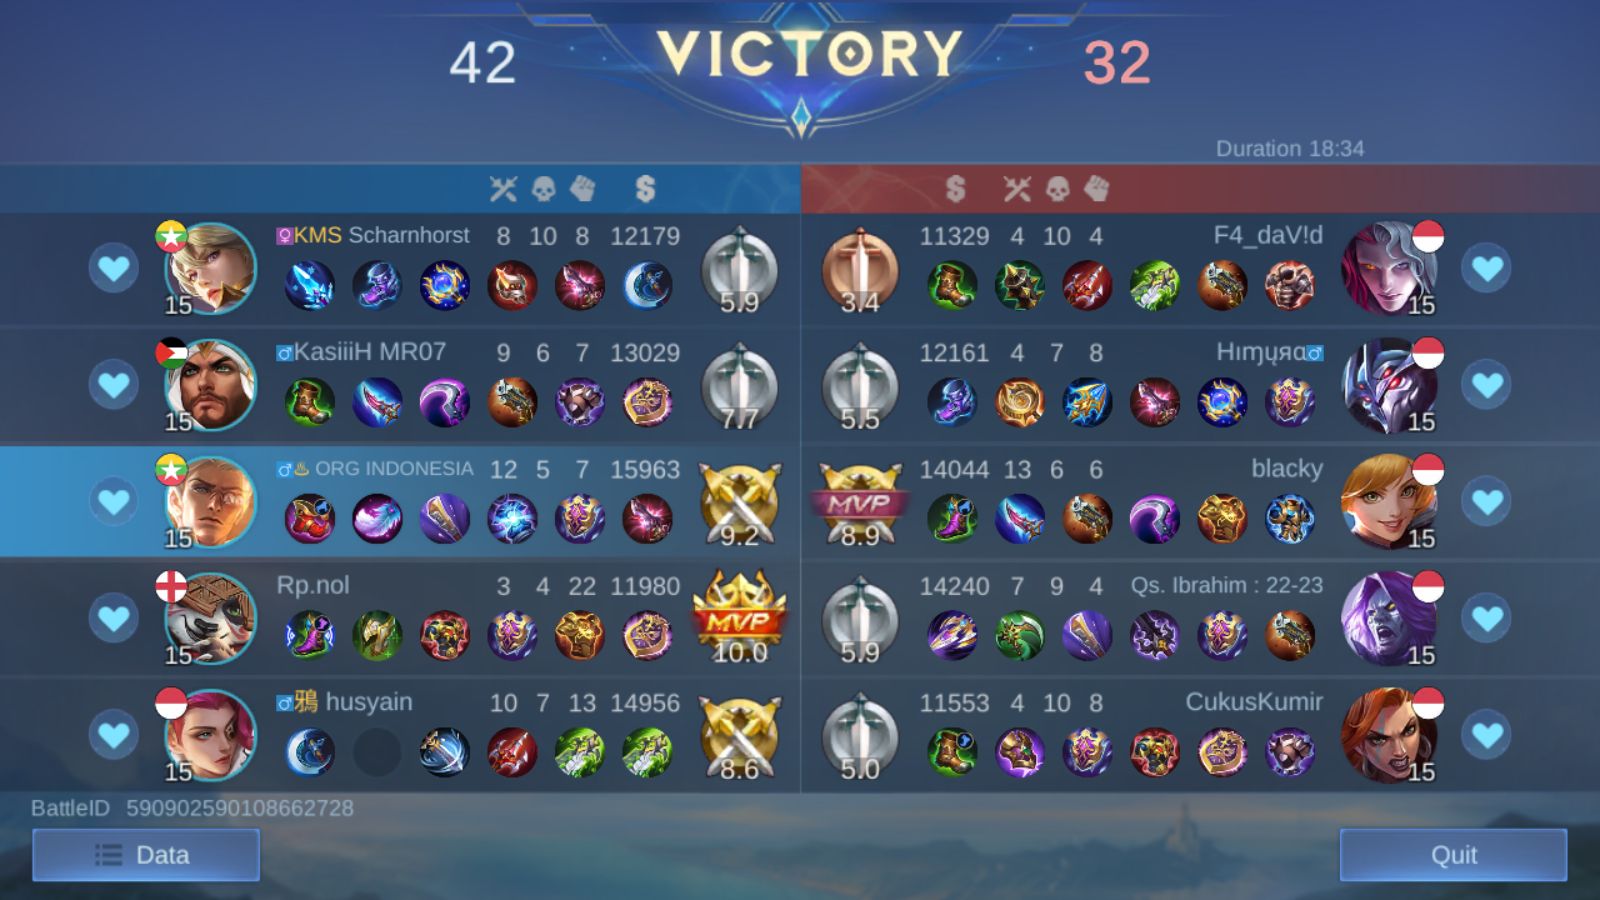 42 VICTORY 32
Duration 18:34
♀KMS Scharnhorst 8 10 8 12179
15 5.9
11329 4 10 4 F4_daV!d
3.4 15
♂KasiiiH MR07 9 6 7 13029
15 7.7
12161 4 7 8 Hıɱųяɑ♂
5.5 15
♂♨ ORG INDONESIA 12 5 7 15963
15 9.2
14044 13 6 6 blacky
MVP 8.9 15
Rp.nol 3 4 22 11980
15 MVP 10.0
14240 7 9 4 Qs. Ibrahim : 22-23
5.9 15
♂鴉 husyain 10 7 13 14956
15 8.6
11553 4 10 8 CukusKumir
5.0 15
BattleID 590902590108662728
Data
Quit